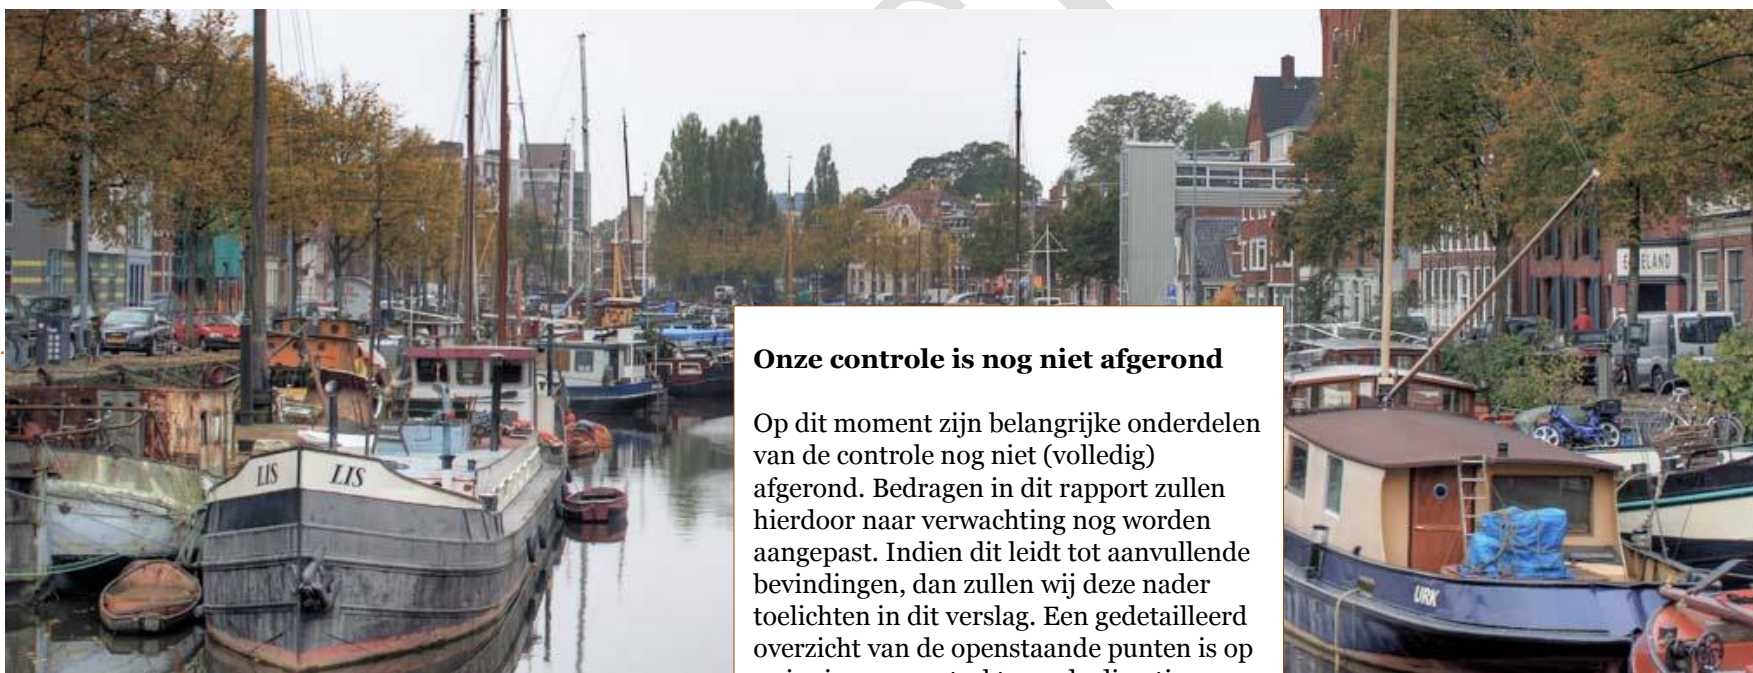 E   ELAND
Onze controle is nog niet afgerond
Op dit moment zijn belangrijke onderdelen
van de controle nog niet (volledig)
afgerond. Bedragen in dit rapport zullen
hierdoor naar verwachting nog worden
aangepast. Indien dit leidt tot aanvullende
bevindingen, dan zullen wij deze nader
toelichten in dit verslag. Een gedetailleerd
overzicht van de openstaande punten is op
LIS LIS
URK